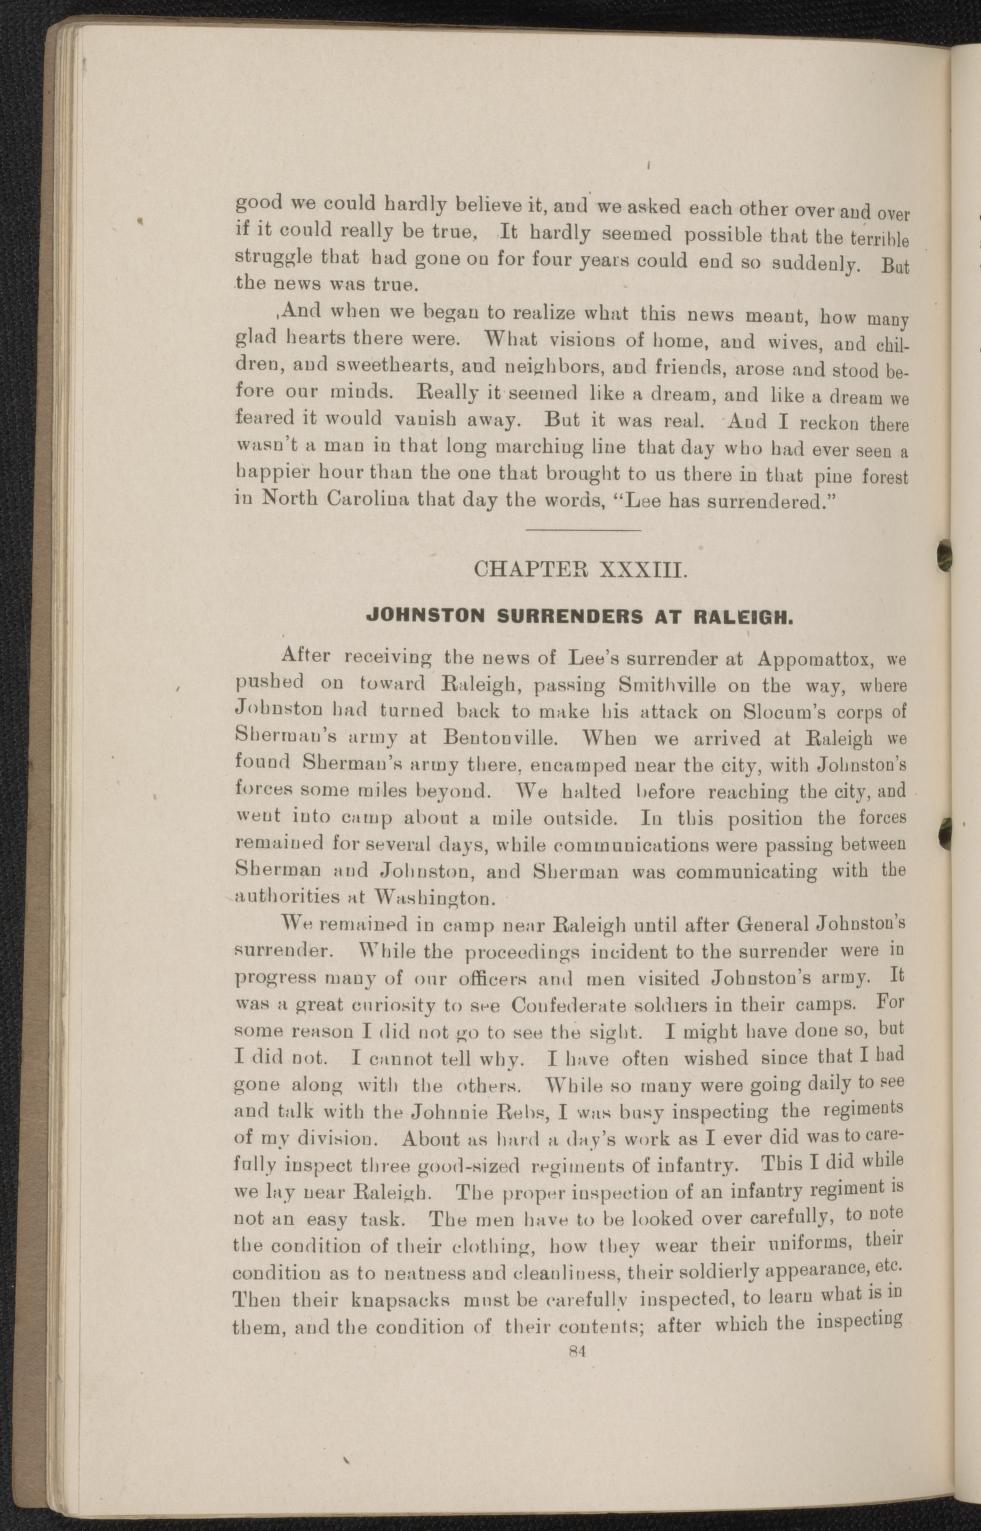 good we could hardly believe it, and we asked each other over and over
if it could really be true, It hardly seemed possible that the terrible
struggle that had gone on for four years could end so suddenly. But
the news was true.
And when we began to realize what this news meant, how many
glad hearts there were. What visions of home, and wives, and chil-
dren, and sweethearts, and neighbors, and friends, arose and stood be-
fore our minds. Really it seemed like a dream, and like a dream we
feared it would vanish away. But it was real. And I reckon there
wasn't a man in that long marching line that day who had ever seen a
happier hour than the one that brought to us there in that pine forest
in North Carolina that day the words, “Lee has surrendered.”
CHAPTER XXXIII.
JOHNSTON SURRENDERS AT RALEIGH.
After receiving the news of Lee's surrender at Appomattox, we
pushed on toward Raleigh, passing Smithville on the way, where
Johnston had turned back to make his attack on Slocum's corps of
Sherman's army at Bentonville. When we arrived at Raleigh we
found Sherman's army there, encamped near the city, with Johnston's
forces some miles beyond. We halted before reaching the city, and
went into camp about a mile outside. In this position the forces
remained for several days, while communications were passing between
Sherman and Johnston, and Sherman was communicating with the
authorities at Washington.
We remained in camp near Raleigh until after General Johnston's
surrender. While the proceedings incident to the surrender were in
progress many of our officers and men visited Johnston's army. It
was a great curiosity to see Confederate soldiers in their camps. For
some reason I did not go to see the sight. I might have done so, but
I did not. I cannot tell why. I have often wished since that I had
gone along with the others. While so many were going daily to see
and talk with the Johnnie Rebs, I was busy inspecting the regiments
of my division. About as hard a day's work as I ever did was to care-
fully inspect three good-sized regiments of infantry. This I did while
we lay near Raleigh. The proper inspection of an infantry regiment is
not an easy task. The men have to be looked over carefully, to note
the condition of their clothing, how they wear their uniforms, their
condition as to neatness and cleanliness, their soldierly appearance, etc.
Then their knapsacks must be carefully inspected, to learn what is in
them, and the condition of their contents; after which the inspecting
84